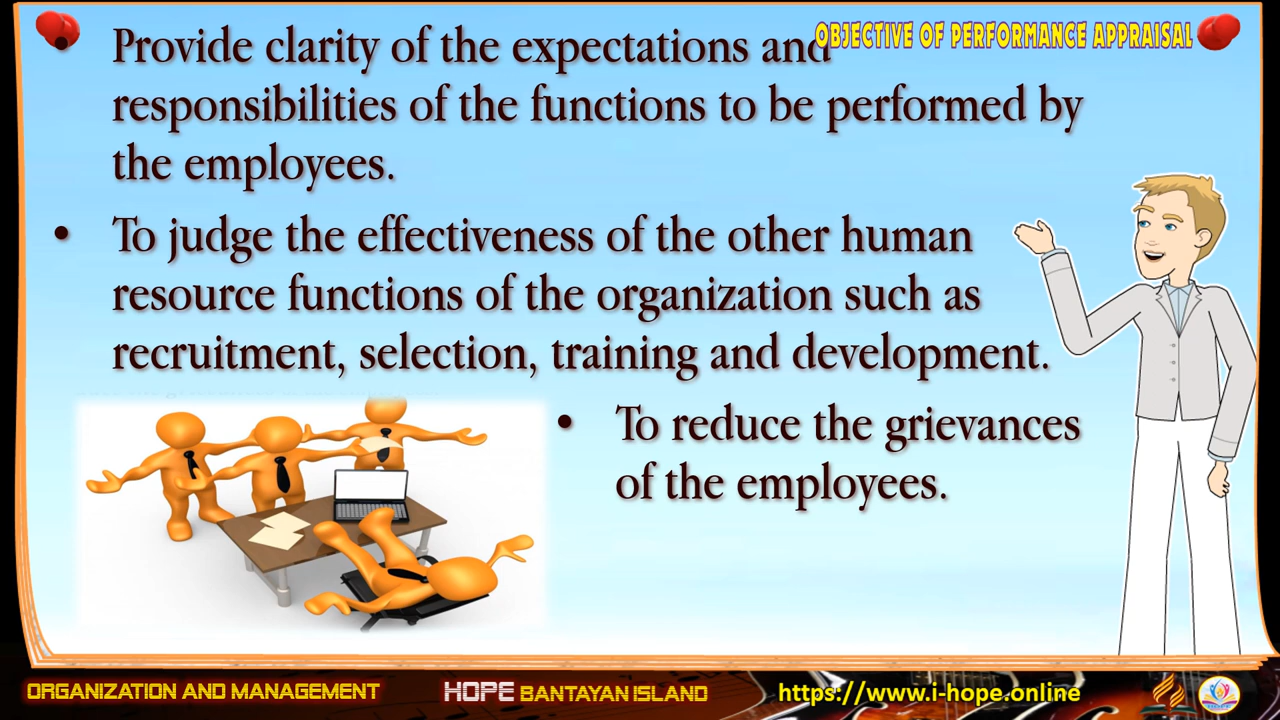 OBJECTIVE OF PERFORMANCE APPRAISAL
• Provide clarity of the expectations and
responsibilities of the functions to be performed by
the employees.
• To judge the effectiveness of the other human
resource functions of the organization such as
recruitment, selection, training and development.
• To reduce the grievances
of the employees.
ORGANIZATION AND MANAGEMENT
HOPE BANTAYAN ISLAND
https://www.i-hope.online